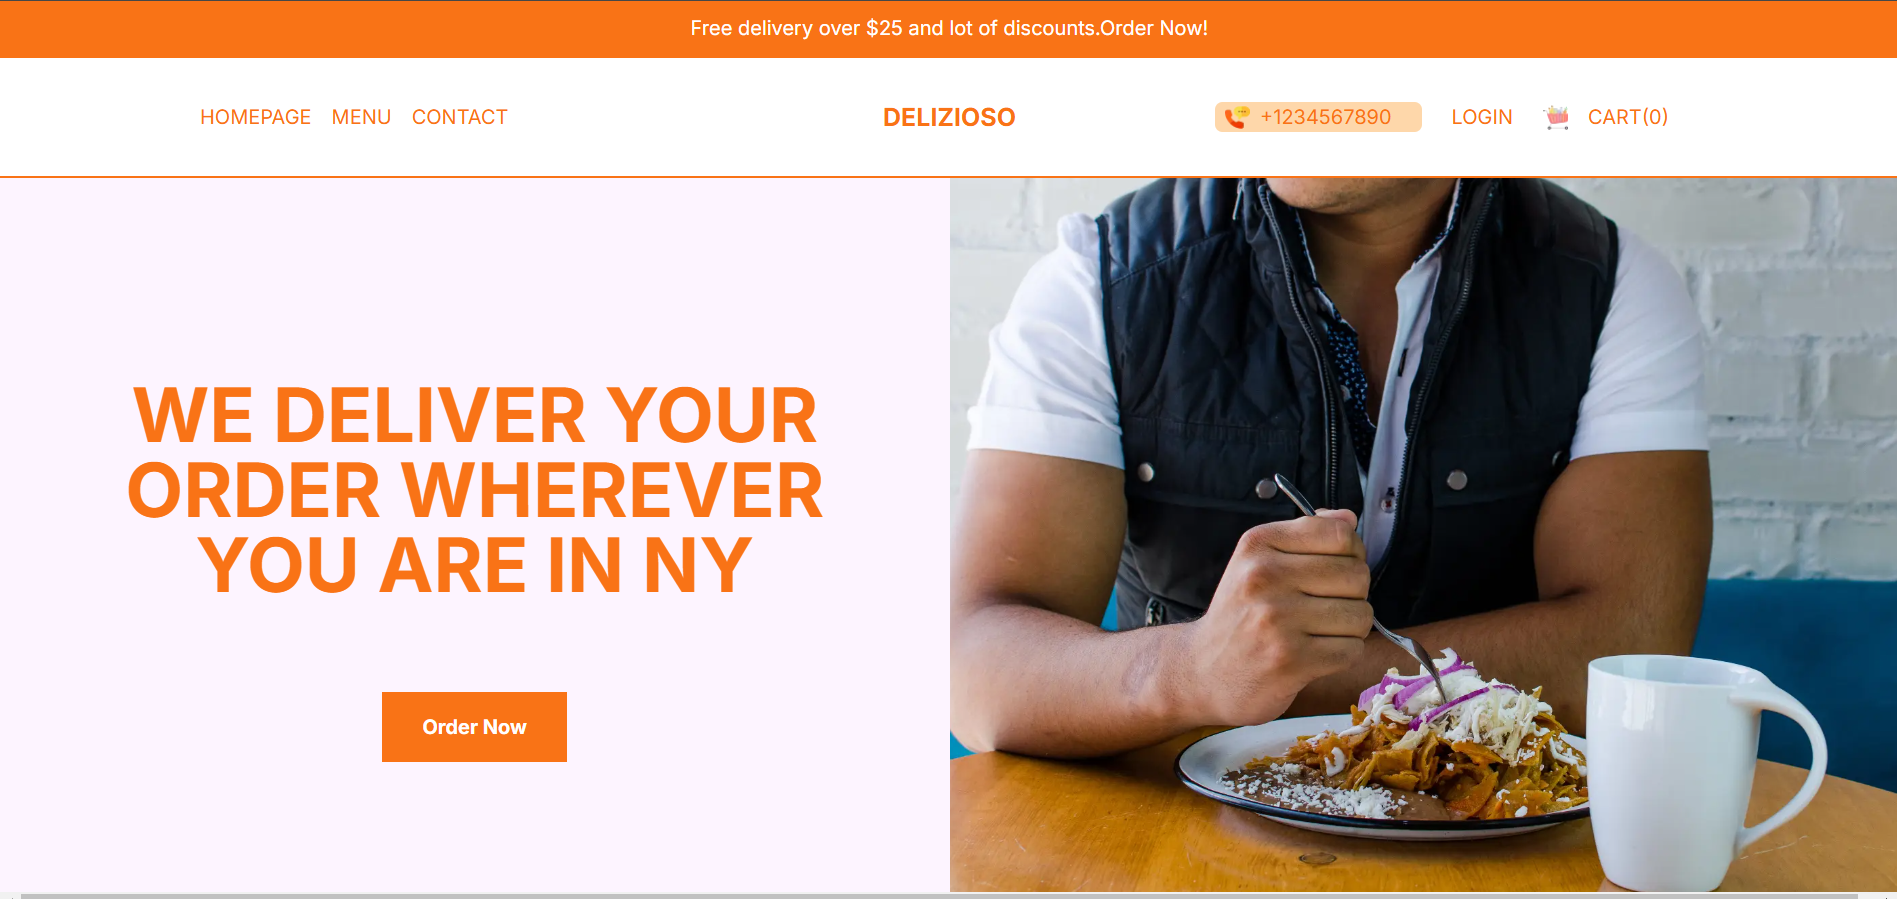 Free delivery over $25 and lot of discounts.Order Now!
HOMEPAGE MENU CONTACT DELIZIOSO +1234567890 LOGIN CART(0)
WE DELIVER YOUR
ORDER WHEREVER
YOU ARE IN NY
Order Now